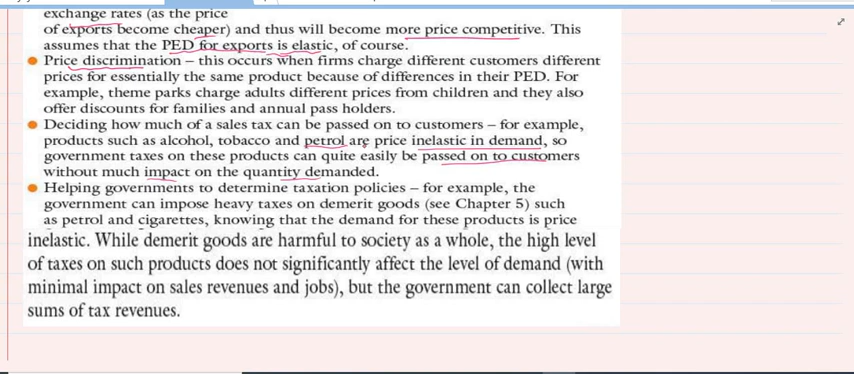 exchange rates (as the price
of exports become cheaper) and thus will become more price competitive. This
assumes that the PED for exports is elastic, of course.
● Price discrimination – this occurs when firms charge different customers different
prices for essentially the same product because of differences in their PED. For
example, theme parks charge adults different prices from children and they also
offer discounts for families and annual pass holders.
● Deciding how much of a sales tax can be passed on to customers – for example,
products such as alcohol, tobacco and petrol are price inelastic in demand, so
government taxes on these products can quite easily be passed on to customers
without much impact on the quantity demanded.
● Helping governments to determine taxation policies – for example, the
government can impose heavy taxes on demerit goods (see Chapter 5) such
as petrol and cigarettes, knowing that the demand for these products is price
inelastic. While demerit goods are harmful to society as a whole, the high level
of taxes on such products does not significantly affect the level of demand (with
minimal impact on sales revenues and jobs), but the government can collect large
sums of tax revenues.